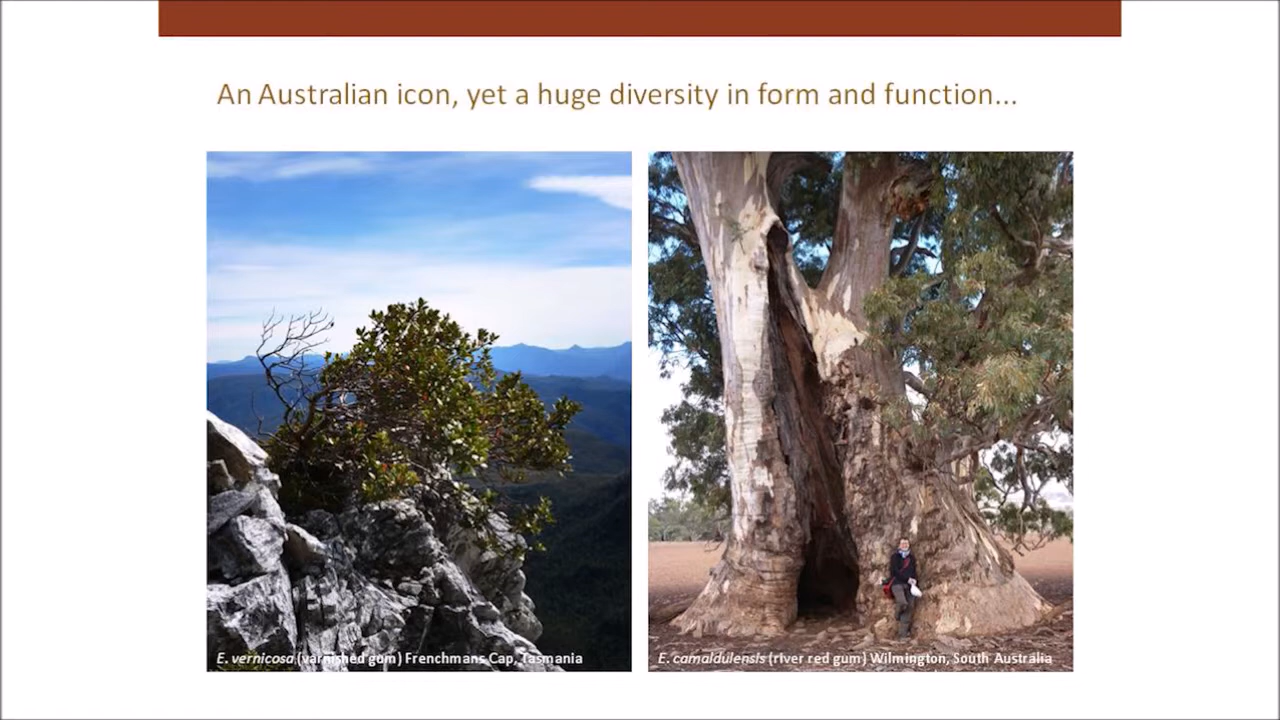 An Australian icon, yet a huge diversity in form and function...
E. vernicosa (varnished gum) Frenchmans Cap, Tasmania
E. camaldulensis (river red gum) Wilmington, South Australia